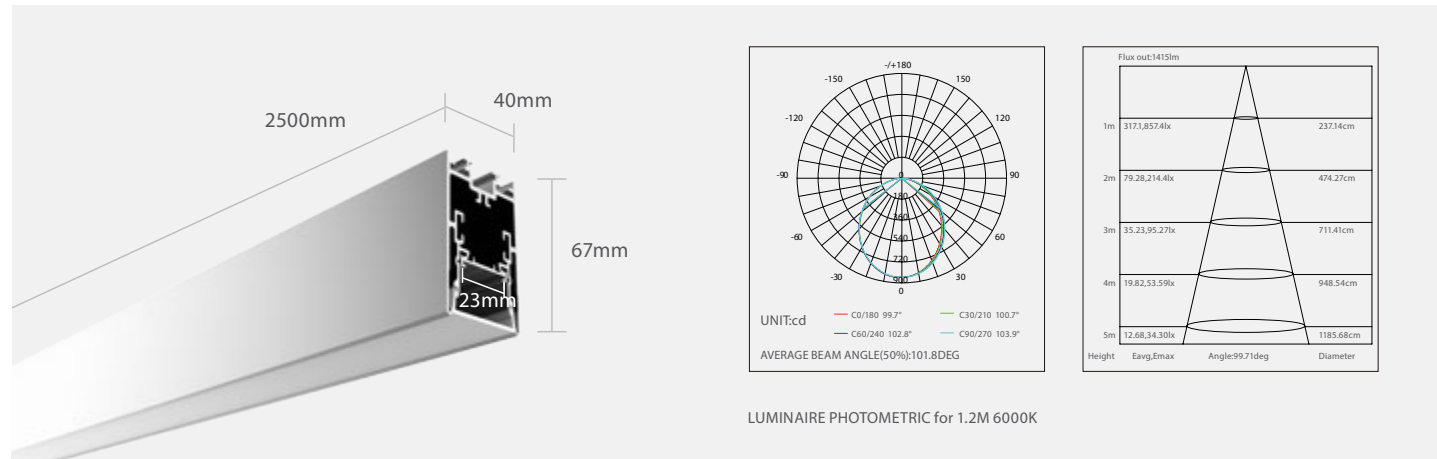 2500mm
40mm
67mm
23mm
-/+180
-150 150
-120 120
-90 90
-60 60
-30 30
0
180
360
540
720
900
0
UNIT:cd
C0/180 99.7° C30/210 100.7°
C60/240 102.8° C90/270 103.9°
AVERAGE BEAM ANGLE(50%):101.8DEG
Flux out:1415lm
1m 317.1,857.4lx 237.14cm
2m 79.28,214.4lx 474.27cm
3m 35.23,95.27lx 711.41cm
4m 19.82,53.59lx 948.54cm
5m 12.68,34.30lx 1185.68cm
Height Eavg,Emax Angle:99.71deg Diameter
LUMINAIRE PHOTOMETRIC for 1.2M 6000K